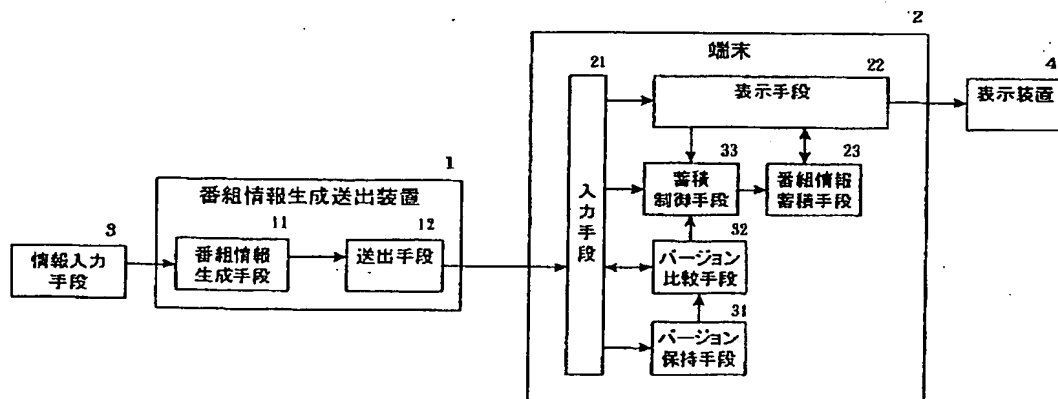 2
端末
21
22
表示手段
4
表示装置
33
蓄積
制御手段
23
番組情報
蓄積手段
入力手段
1
番組情報生成送出装置
11
番組情報
生成手段
12
送出手段
3
情報入力
手段
32
バージョン
比較手段
31
バージョン
保持手段